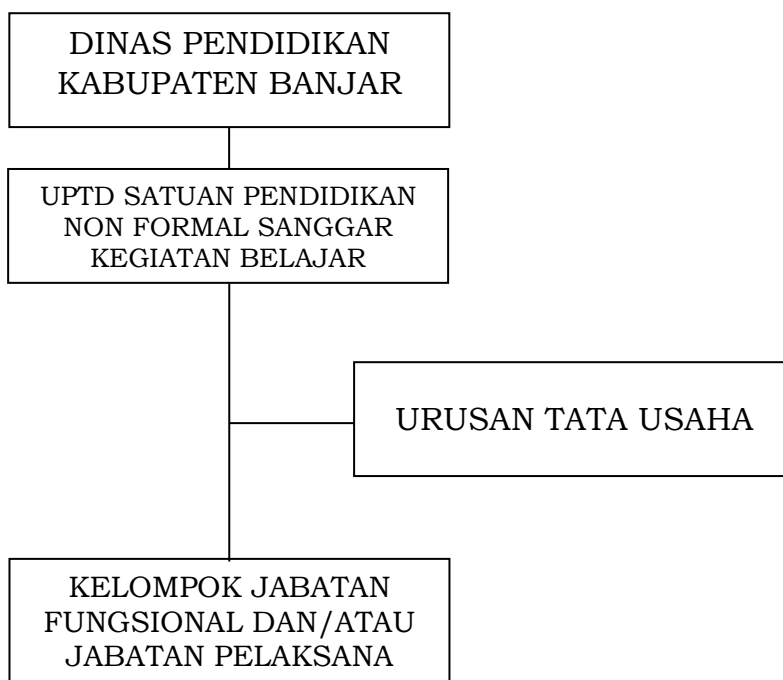 DINAS PENDIDIKAN
KABUPATEN BANJAR
UPTD SATUAN PENDIDIKAN
NON FORMAL SANGGAR
KEGIATAN BELAJAR
URUSAN TATA USAHA
KELOMPOK JABATAN
FUNGSIONAL DAN/ATAU
JABATAN PELAKSANA